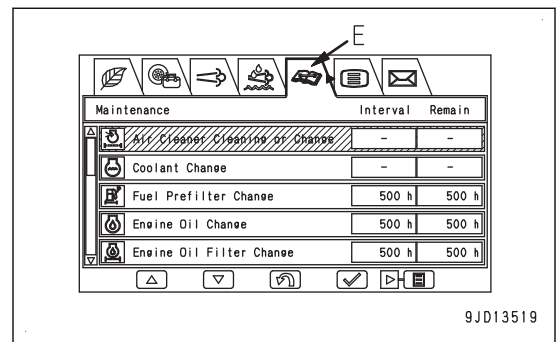 E
Maintenance Interval Remain
Air Cleaner Cleaning or Change - -
Coolant Change - -
Fuel Prefilter Change 500 h 500 h
Engine Oil Change 500 h 500 h
Engine Oil Filter Change 500 h 500 h
9JD13519